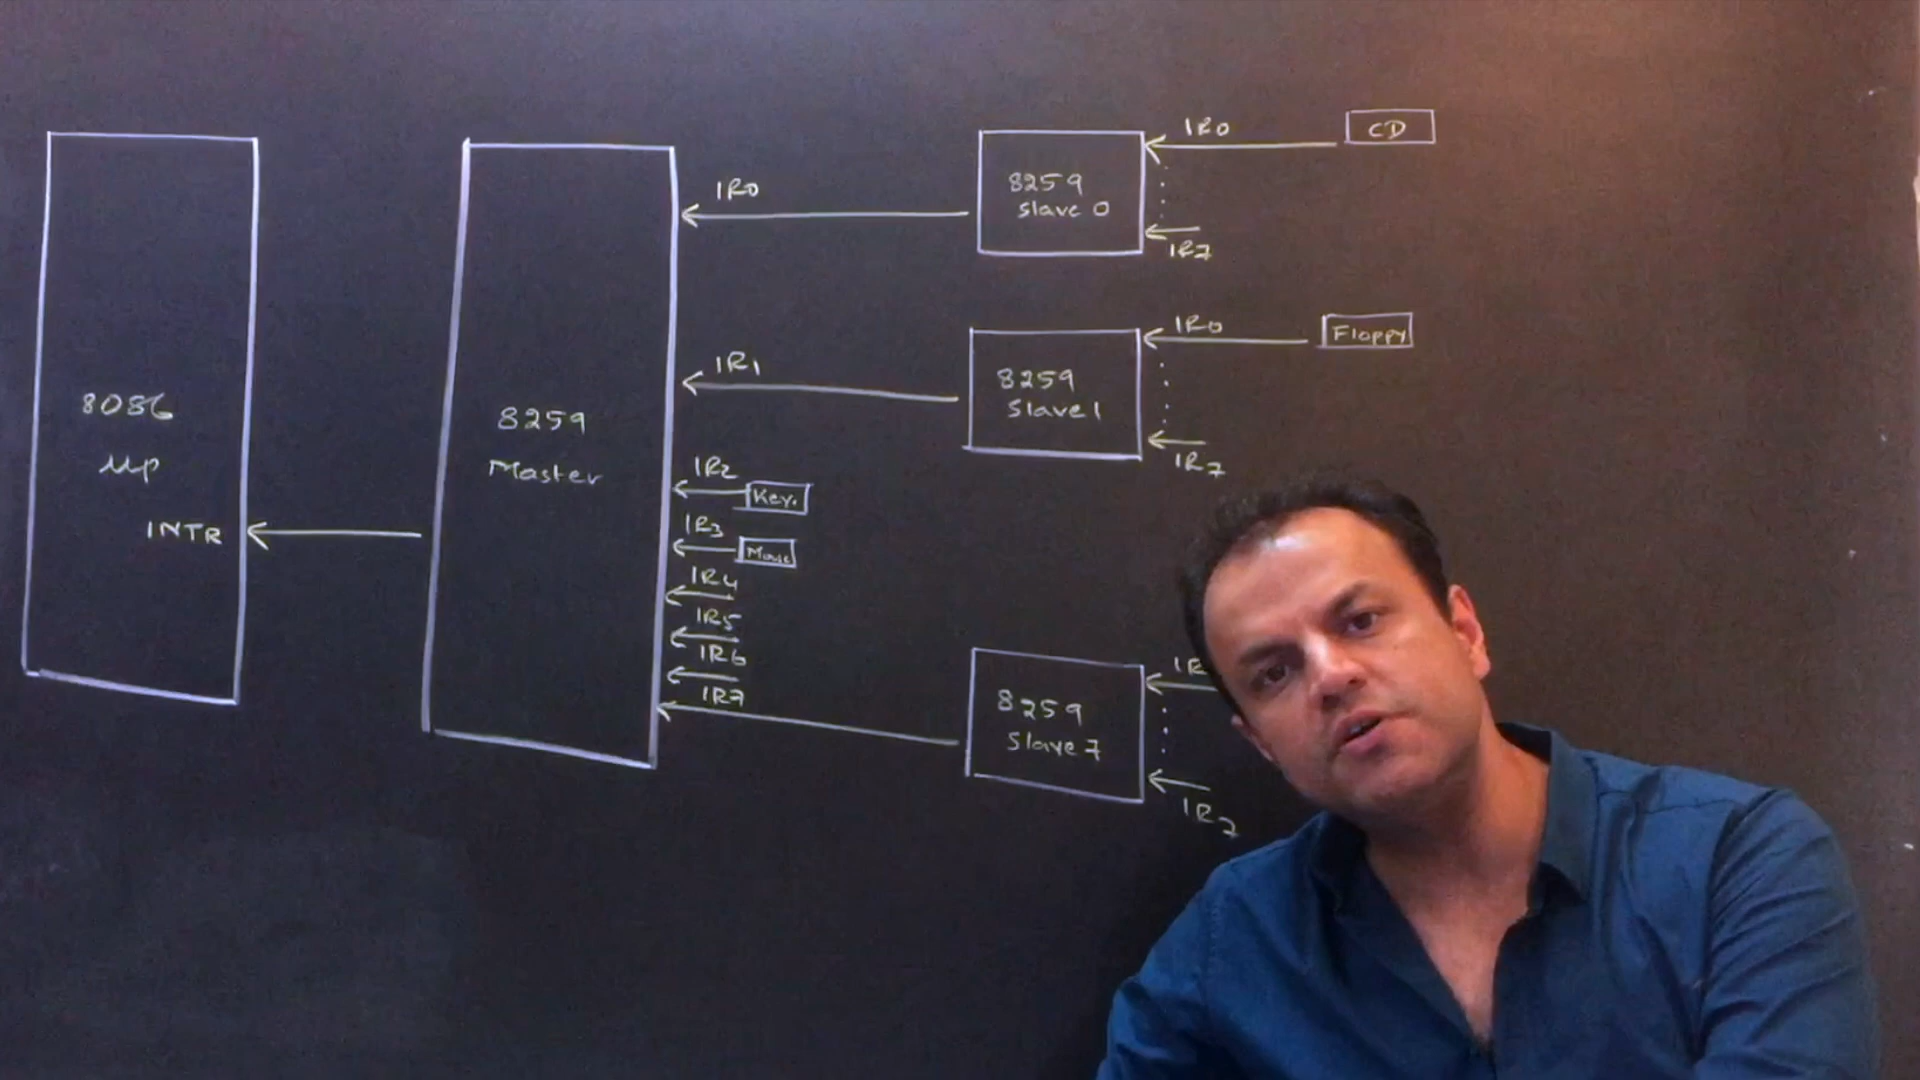 8086
μp
INTR
8259
Master
IR0
IR1
IR2
Key.
IR3
Mouse
IR4
IR5
IR6
IR7
8259
Slave 0
IR0
CD
IR7
8259
Slave 1
IR0
Floppy
IR7
8259
Slave 7
IR7